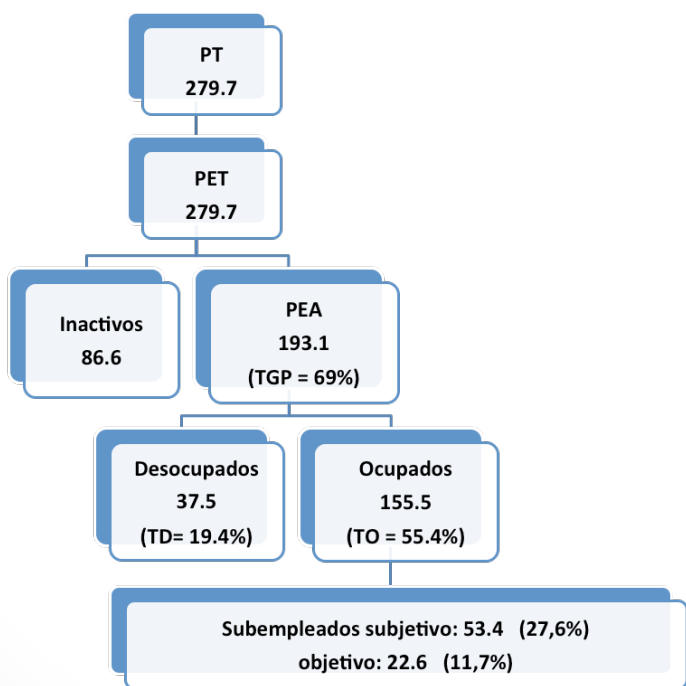 PT
279.7
PET
279.7
Inactivos
86.6
PEA
193.1
(TGP = 69%)
Desocupados
37.5
(TD= 19.4%)
Ocupados
155.5
(TO = 55.4%)
Subempleados subjetivo: 53.4 (27,6%)
objetivo: 22.6 (11,7%)